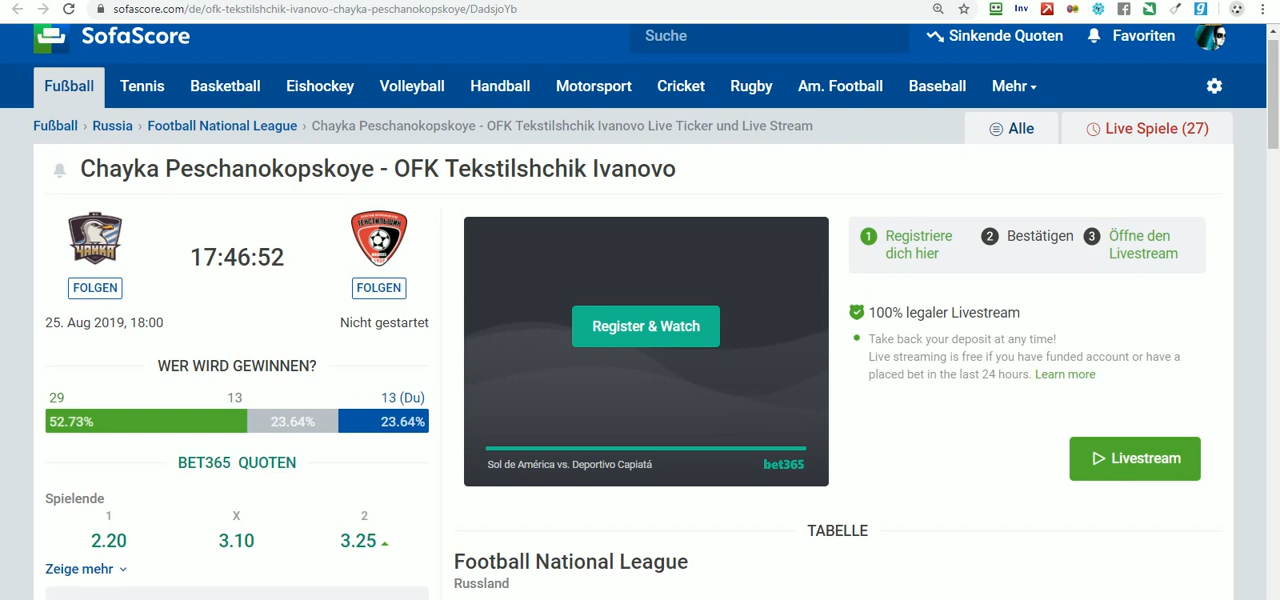 sofascore.com/de/ofk-tekstilshchik-ivanovo-chayka-peschanokopskoye/DadsjoYb
Inv
SofaScore
Suche
Sinkende Quoten
Favoriten
Fußball Tennis Basketball Eishockey Volleyball Handball Motorsport Cricket Rugby Am. Football Baseball Mehr
Fußball › Russia › Football National League › Chayka Peschanokopskoye - OFK Tekstilshchik Ivanovo Live Ticker und Live Stream
Alle
Live Spiele (27)
Chayka Peschanokopskoye - OFK Tekstilshchik Ivanovo
ЧАЙКА
ТЕКСТИЛЬЩИК
17:46:52
FOLGEN
FOLGEN
25. Aug 2019, 18:00
Nicht gestartet
WER WIRD GEWINNEN?
29 13 13 (Du)
52.73% 23.64% 23.64%
BET365 QUOTEN
Spielende
1 X 2
2.20 3.10 3.25
Zeige mehr
Register & Watch
Sol de América vs. Deportivo Capiatá
bet365
1 Registriere dich hier
2 Bestätigen
3 Öffne den Livestream
100% legaler Livestream
Take back your deposit at any time!
Live streaming is free if you have funded account or have a
placed bet in the last 24 hours. Learn more
Livestream
TABELLE
Football National League
Russland